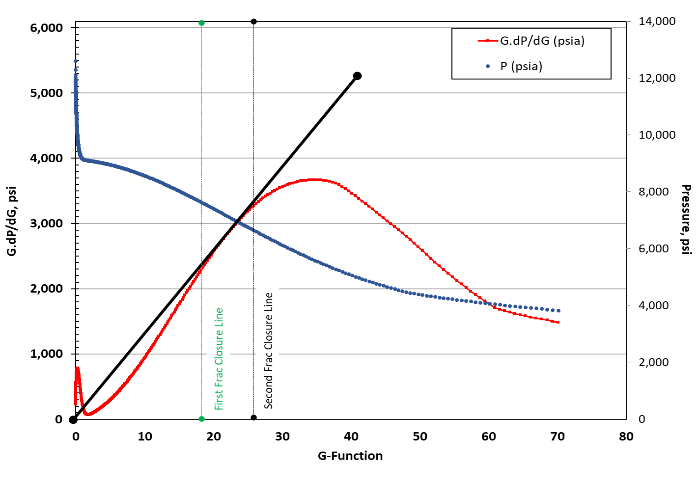 G.dP/dG (psia)
P (psia)
6,000
5,000
4,000
3,000
2,000
1,000
0
G.dP/dG, psi
14,000
12,000
10,000
8,000
6,000
4,000
2,000
0
Pressure, psi
First Frac Closure Line
Second Frac Closure Line
0 10 20 30 40 50 60 70 80
G-Function